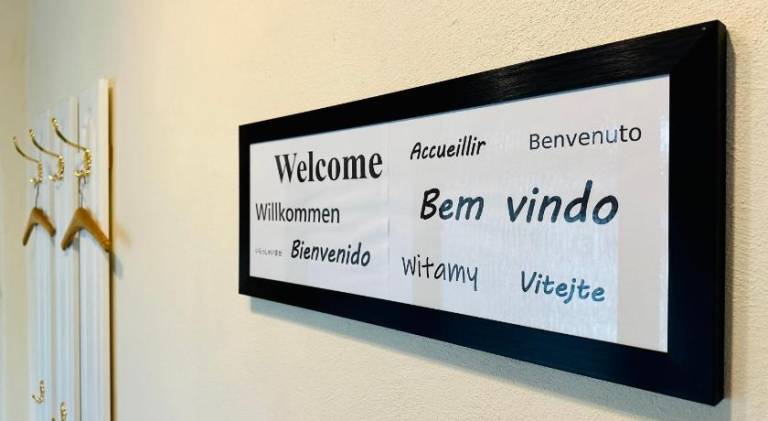 Welcome
Accueillir
Benvenuto
Willkommen
Bem vindo
Bienvenido
Witamy
Vitejte